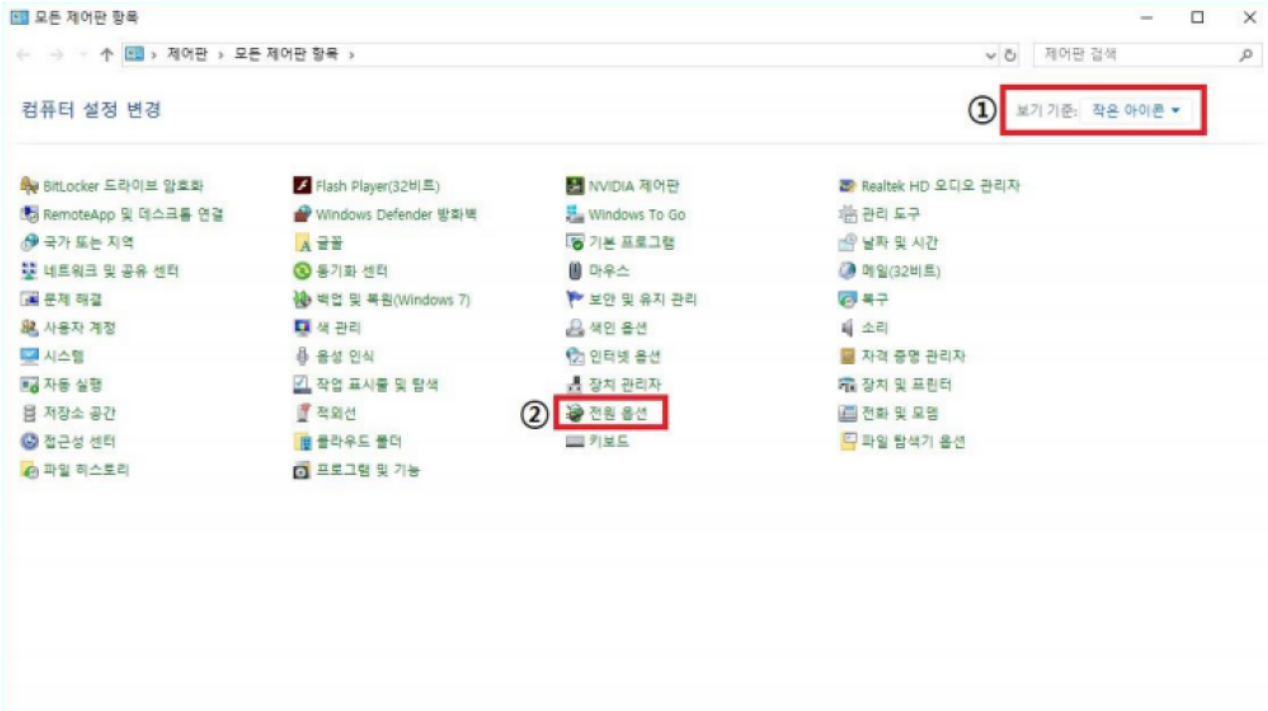 모든 제어판 항목
제어판 › 모든 제어판 항목 ›
제어판 검색
컴퓨터 설정 변경
① 보기 기준: 작은 아이콘
BitLocker 드라이브 암호화
Flash Player(32비트)
NVIDIA 제어판
Realtek HD 오디오 관리자
RemoteApp 및 데스크톱 연결
Windows Defender 방화벽
Windows To Go
관리 도구
국가 또는 지역
글꼴
기본 프로그램
날짜 및 시간
네트워크 및 공유 센터
동기화 센터
마우스
메일(32비트)
문제 해결
백업 및 복원(Windows 7)
보안 및 유지 관리
복구
사용자 계정
색 관리
색인 옵션
소리
시스템
음성 인식
인터넷 옵션
자격 증명 관리자
자동 실행
작업 표시줄 및 탐색
장치 관리자
장치 및 프린터
저장소 공간
적외선
② 전원 옵션
전화 및 모뎀
접근성 센터
클라우드 폴더
키보드
파일 탐색기 옵션
파일 히스토리
프로그램 및 기능